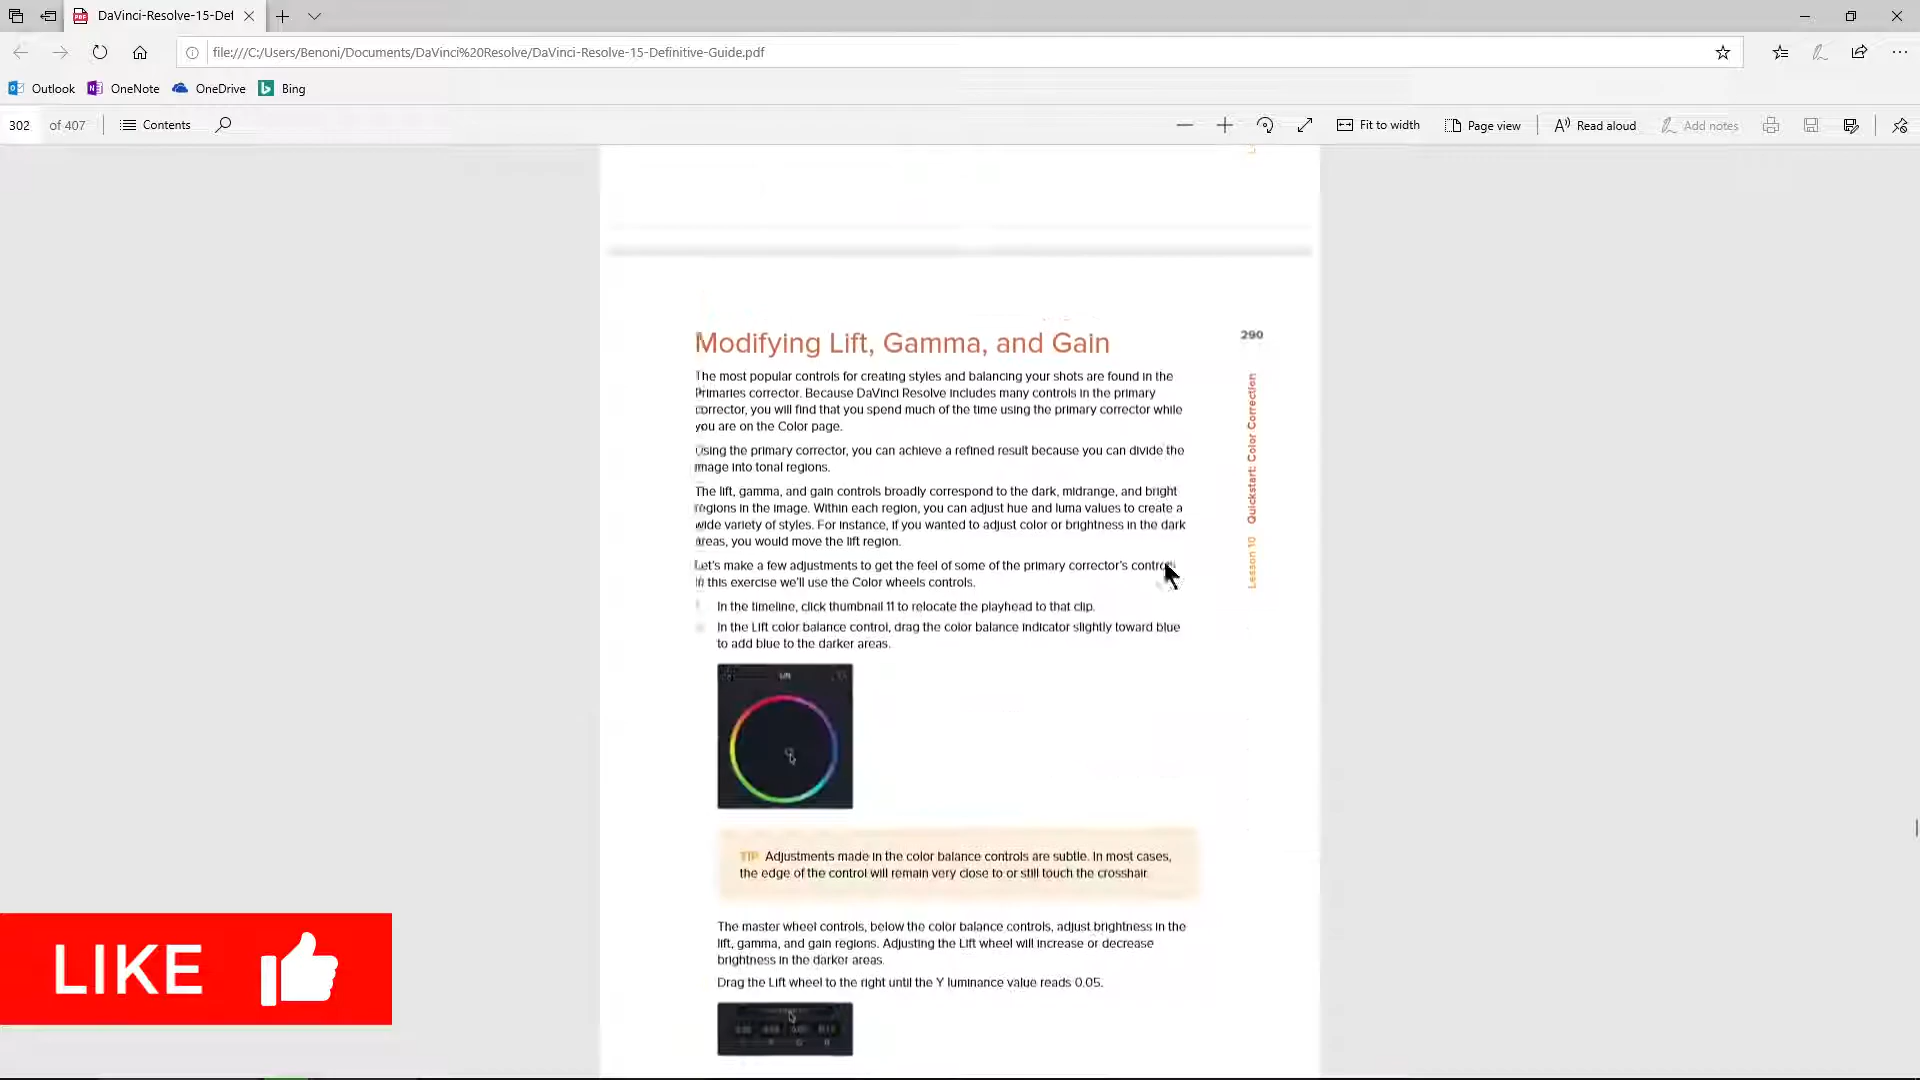 DaVinci-Resolve-15-Def
file:///C:/Users/Benoni/Documents/DaVinci%20Resolve/DaVinci-Resolve-15-Definitive-Guide.pdf
Outlook OneNote OneDrive Bing
302 of 407 Contents Fit to width Page view Read aloud Add notes
Modifying Lift, Gamma, and Gain
290
The most popular controls for creating styles and balancing your shots are found in the
Primaries corrector. Because DaVinci Resolve includes many controls in the primary
corrector, you will find that you spend much of the time using the primary corrector while
you are on the Color page.
Using the primary corrector, you can achieve a refined result because you can divide the
image into tonal regions.
The lift, gamma, and gain controls broadly correspond to the dark, midrange, and bright
regions in the image. Within each region, you can adjust hue and luma values to create a
wide variety of styles. For instance, if you wanted to adjust color or brightness in the dark
areas, you would move the lift region.
Let's make a few adjustments to get the feel of some of the primary corrector's controls.
In this exercise we'll use the Color wheels controls.
In the timeline, click thumbnail 11 to relocate the playhead to that clip.
In the Lift color balance control, drag the color balance indicator slightly toward blue
to add blue to the darker areas.
Lift
TIP Adjustments made in the color balance controls are subtle. In most cases,
the edge of the control will remain very close to or still touch the crosshair.
The master wheel controls, below the color balance controls, adjust brightness in the
lift, gamma, and gain regions. Adjusting the Lift wheel will increase or decrease
brightness in the darker areas.
Drag the Lift wheel to the right until the Y luminance value reads 0.05.
Lesson 10 Quickstart: Color Correction
LIKE